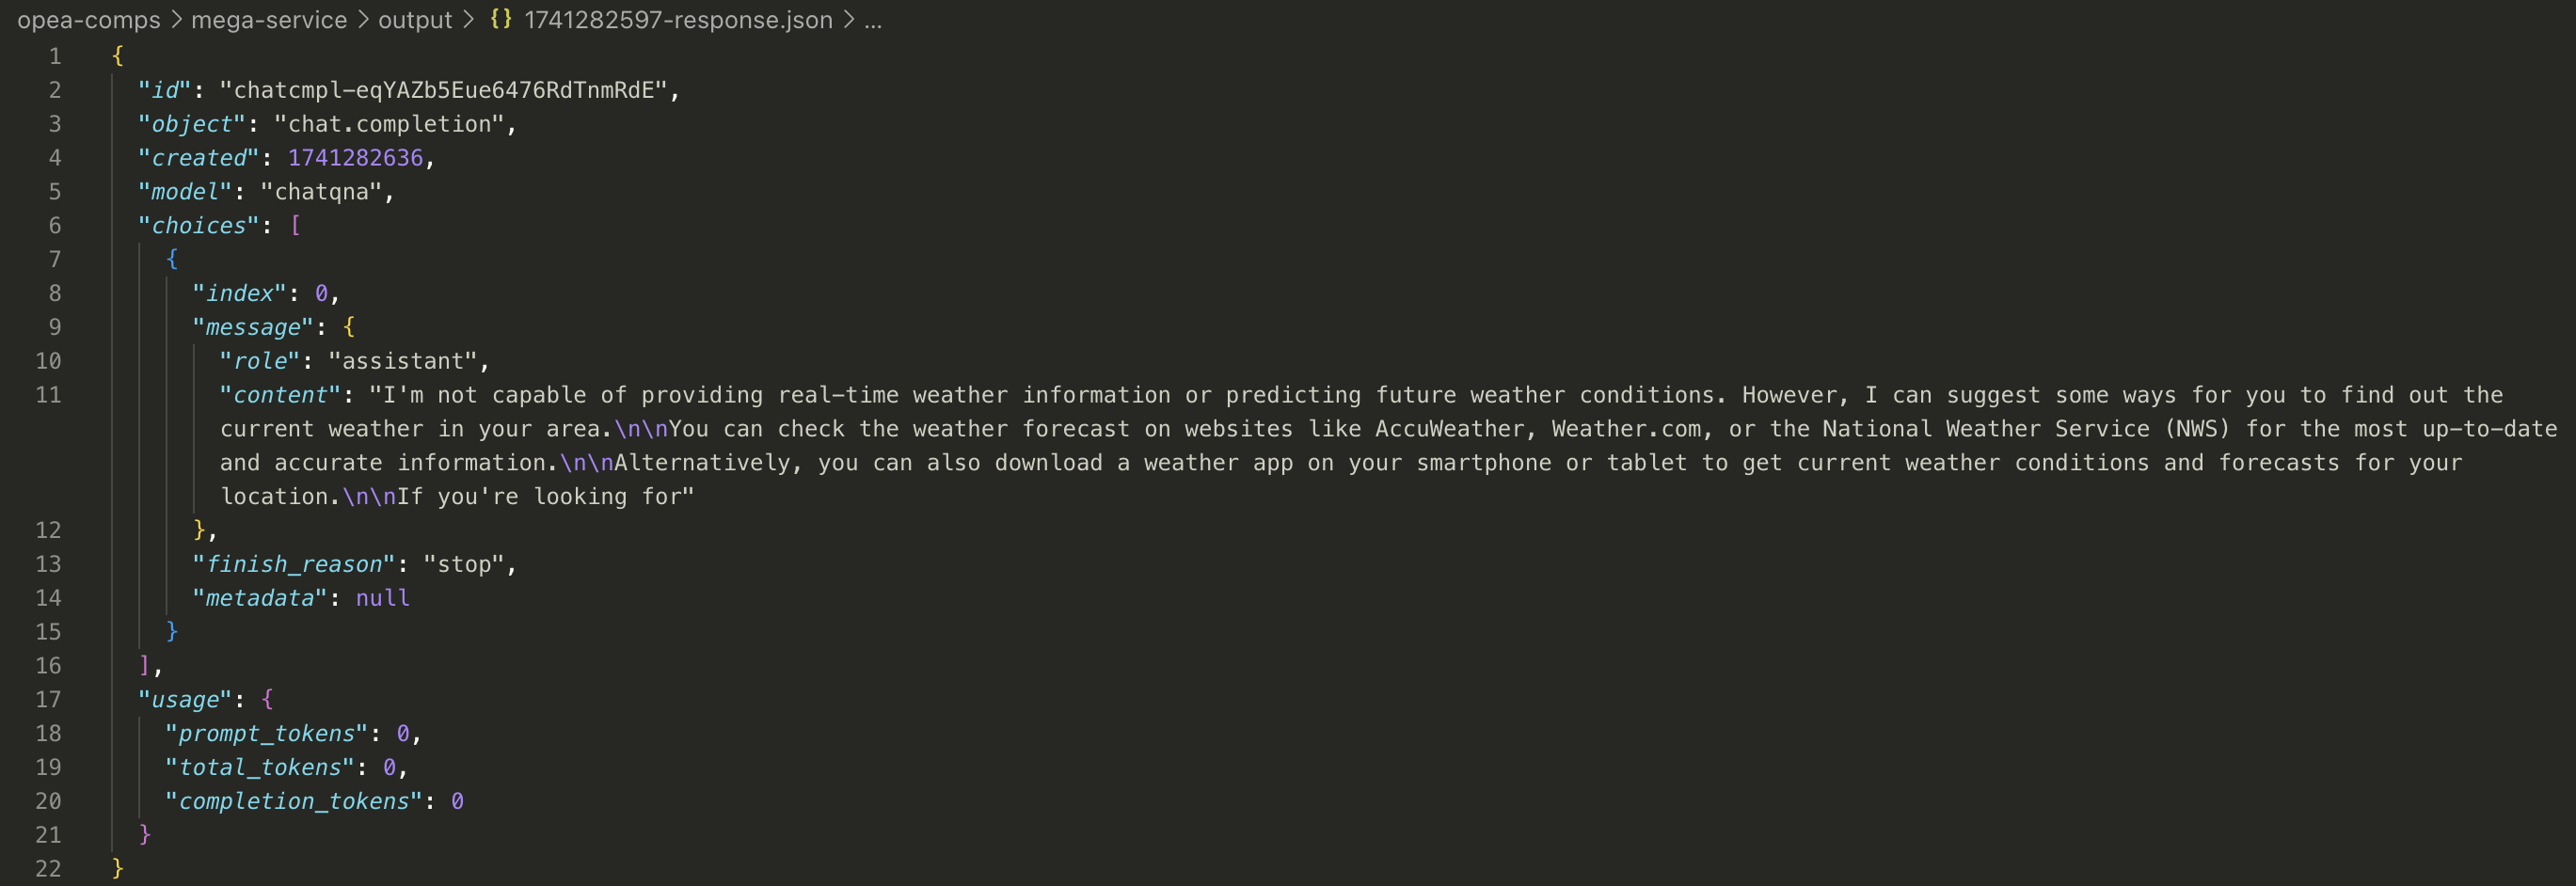 opea-comps > mega-service > output > {} 1741282597-response.json > ...
1 {
2 "id": "chatcmpl-eqYAZb5Eue6476RdTnmRdE",
3 "object": "chat.completion",
4 "created": 1741282636,
5 "model": "chatqna",
6 "choices": [
7 {
8 "index": 0,
9 "message": {
10 "role": "assistant",
11 "content": "I'm not capable of providing real-time weather information or predicting future weather conditions. However, I can suggest some ways for you to find out the
current weather in your area.\n\nYou can check the weather forecast on websites like AccuWeather, Weather.com, or the National Weather Service (NWS) for the most up-to-date
and accurate information.\n\nAlternatively, you can also download a weather app on your smartphone or tablet to get current weather conditions and forecasts for your
location.\n\nIf you're looking for"
12 },
13 "finish_reason": "stop",
14 "metadata": null
15 }
16 ],
17 "usage": {
18 "prompt_tokens": 0,
19 "total_tokens": 0,
20 "completion_tokens": 0
21 }
22 }